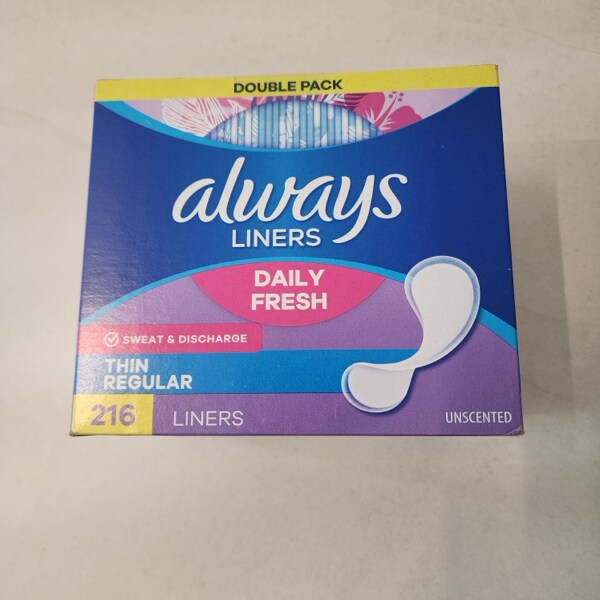 DOUBLE PACK
always
LINERS
DAILY
FRESH
SWEAT & DISCHARGE
THIN
REGULAR
216 LINERS
UNSCENTED